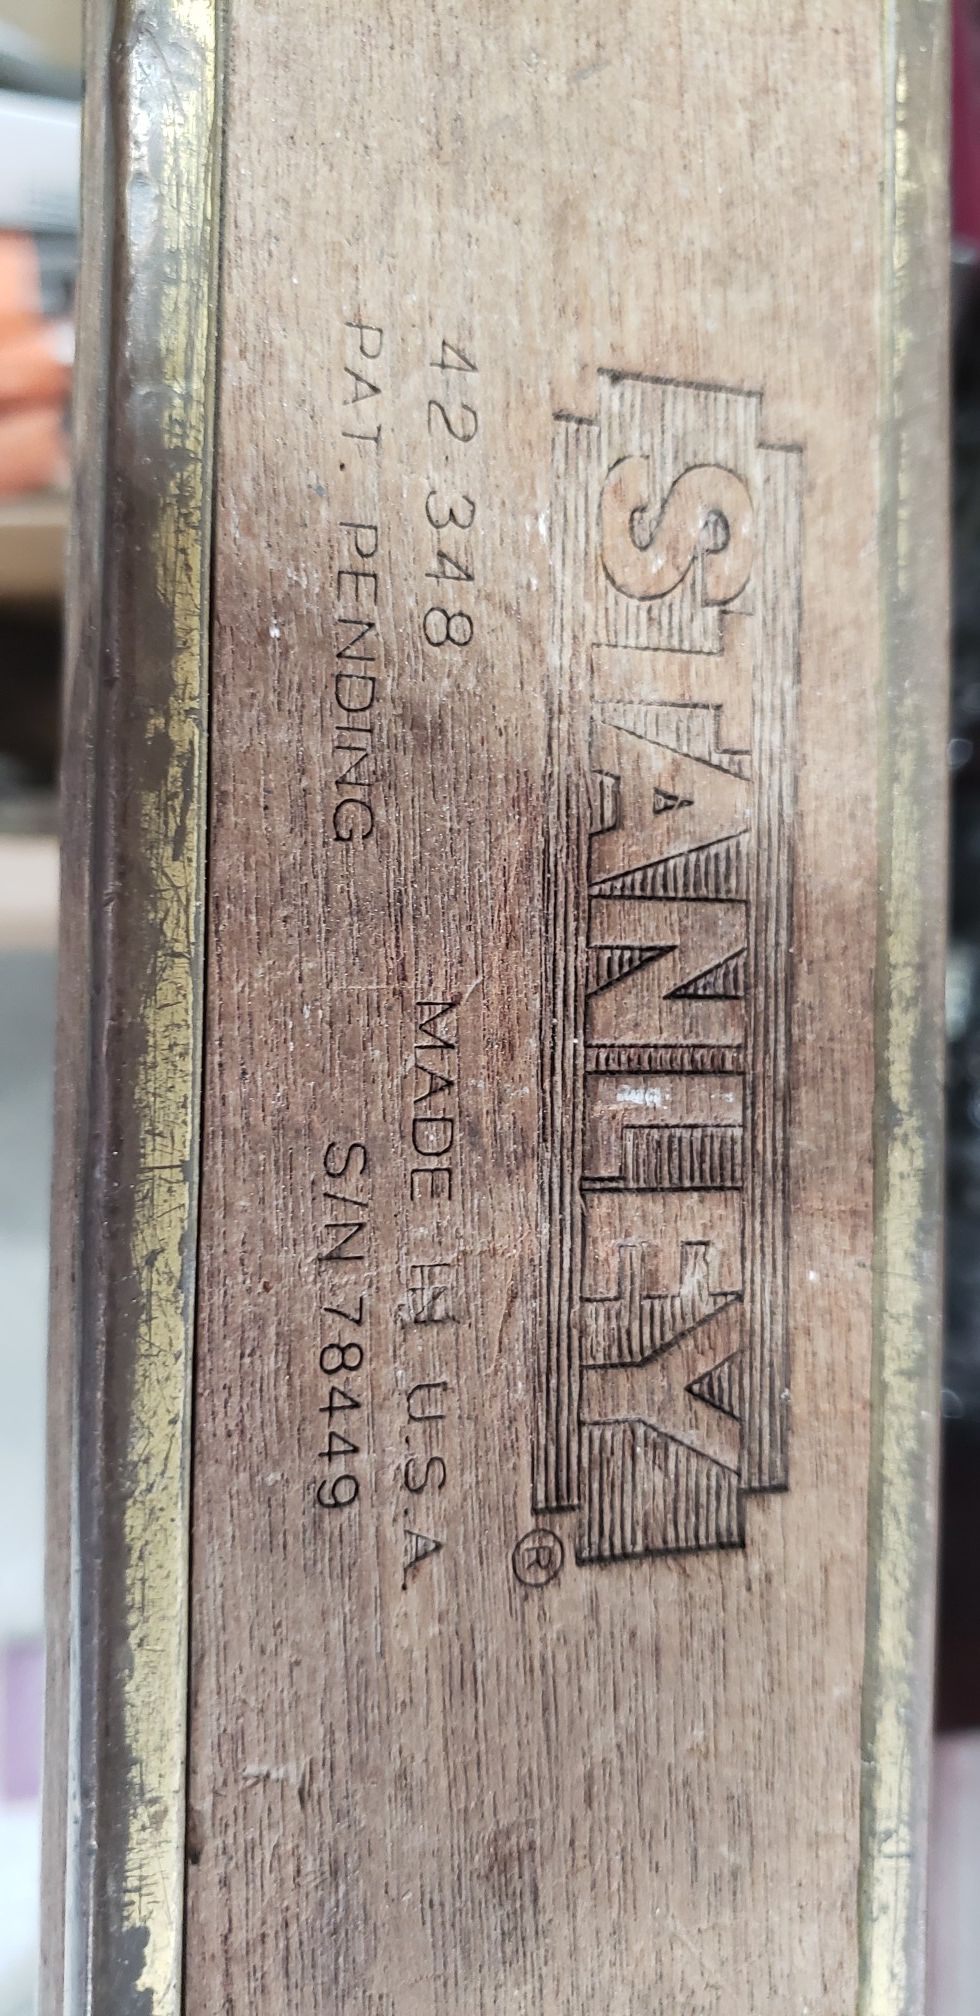 STANLEY
®
42·348 MADE IN U.S.A.
PAT. PENDING S/N 78449